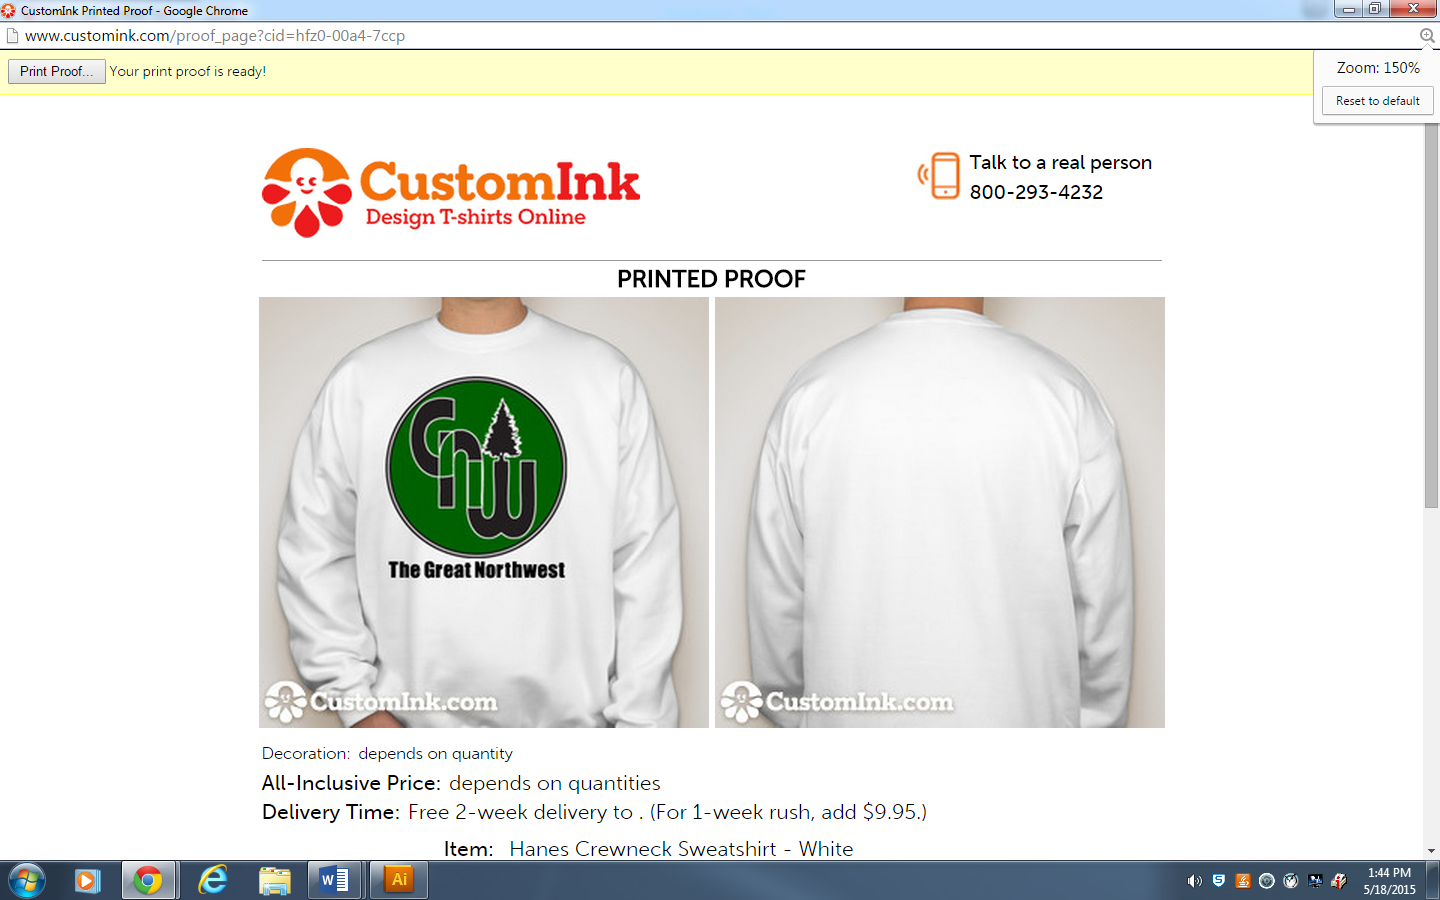 CustomInk Printed Proof - Google Chrome
www.customink.com/proof_page?cid=hfz0-00a4-7ccp
Print Proof... Your print proof is ready!
Zoom: 150%
Reset to default
CustomInk
Design T-shirts Online
Talk to a real person
800-293-4232
PRINTED PROOF
Gnw
The Great Northwest
CustomInk.com
CustomInk.com
Decoration: depends on quantity
All-Inclusive Price: depends on quantities
Delivery Time: Free 2-week delivery to . (For 1-week rush, add $9.95.)
Item: Hanes Crewneck Sweatshirt - White
W
Ai
1:44 PM
5/18/2015